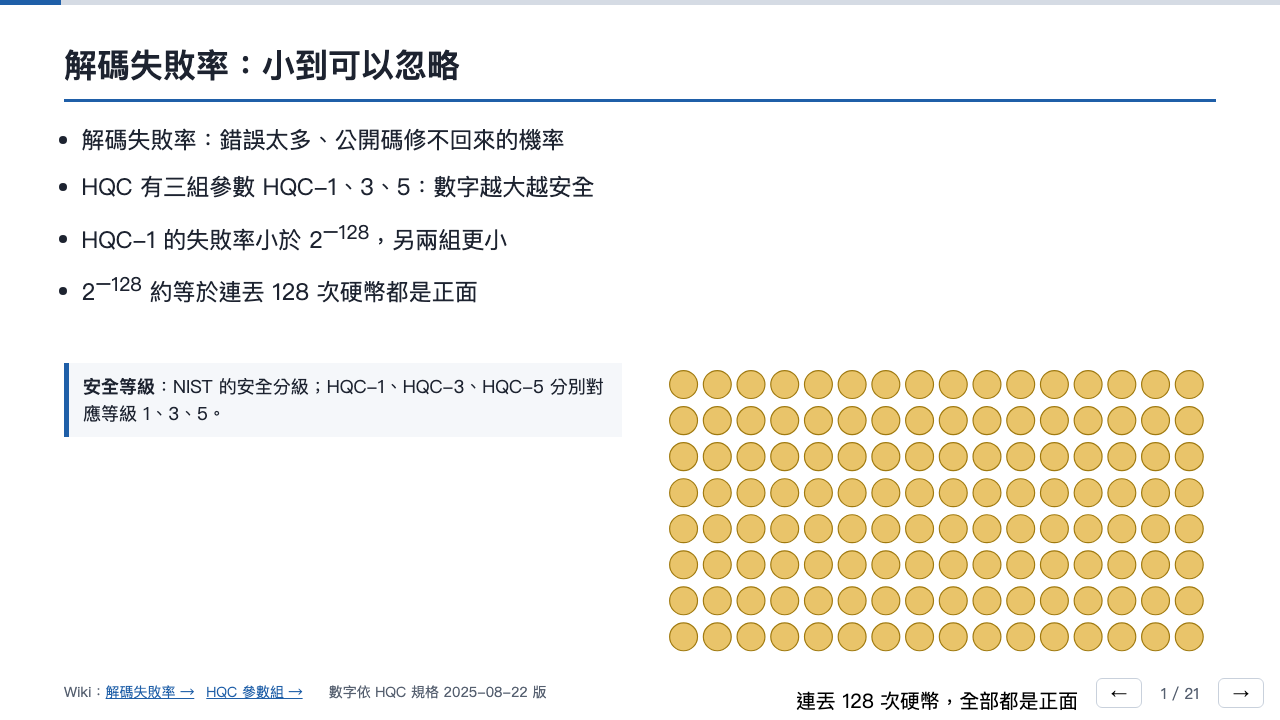 解碼失敗率：小到可以忽略
• 解碼失敗率：錯誤太多、公開碼修不回來的機率
• HQC 有三組參數 HQC–1、3、5：數字越大越安全
• HQC–1 的失敗率小於 2⁻¹²⁸，另兩組更小
• 2⁻¹²⁸ 約等於連丟 128 次硬幣都是正面
安全等級：NIST 的安全分級；HQC–1、HQC–3、HQC–5 分別對
應等級 1、3、5。
連丟 128 次硬幣，全部都是正面
Wiki：解碼失敗率 → HQC 參數組 → 數字依 HQC 規格 2025–08–22 版
← 1 / 21 →